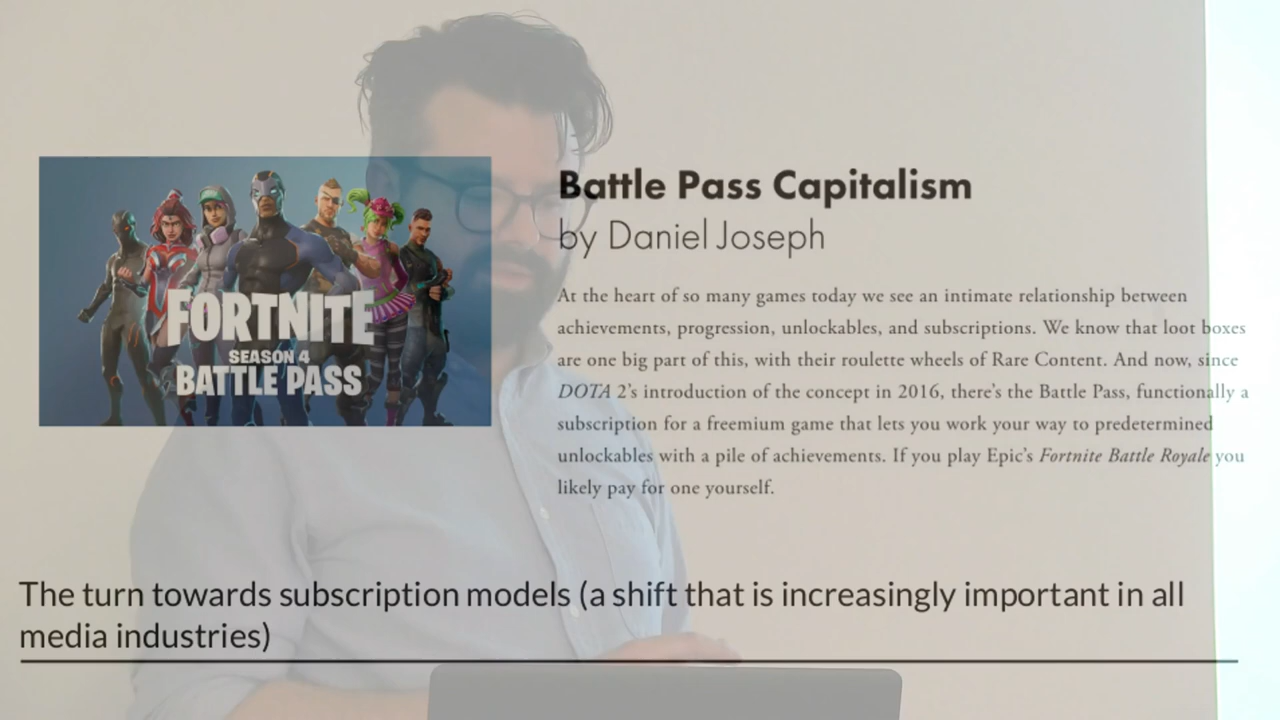 FORTNITE
SEASON 4
BATTLE PASS
Battle Pass Capitalism
by Daniel Joseph
At the heart of so many games today we see an intimate relationship between
achievements, progression, unlockables, and subscriptions. We know that loot boxes
are one big part of this, with their roulette wheels of Rare Content. And now, since
DOTA 2's introduction of the concept in 2016, there's the Battle Pass, functionally a
subscription for a freemium game that lets you work your way to predetermined
unlockables with a pile of achievements. If you play Epic's Fortnite Battle Royale you
likely pay for one yourself.
The turn towards subscription models (a shift that is increasingly important in all
media industries)